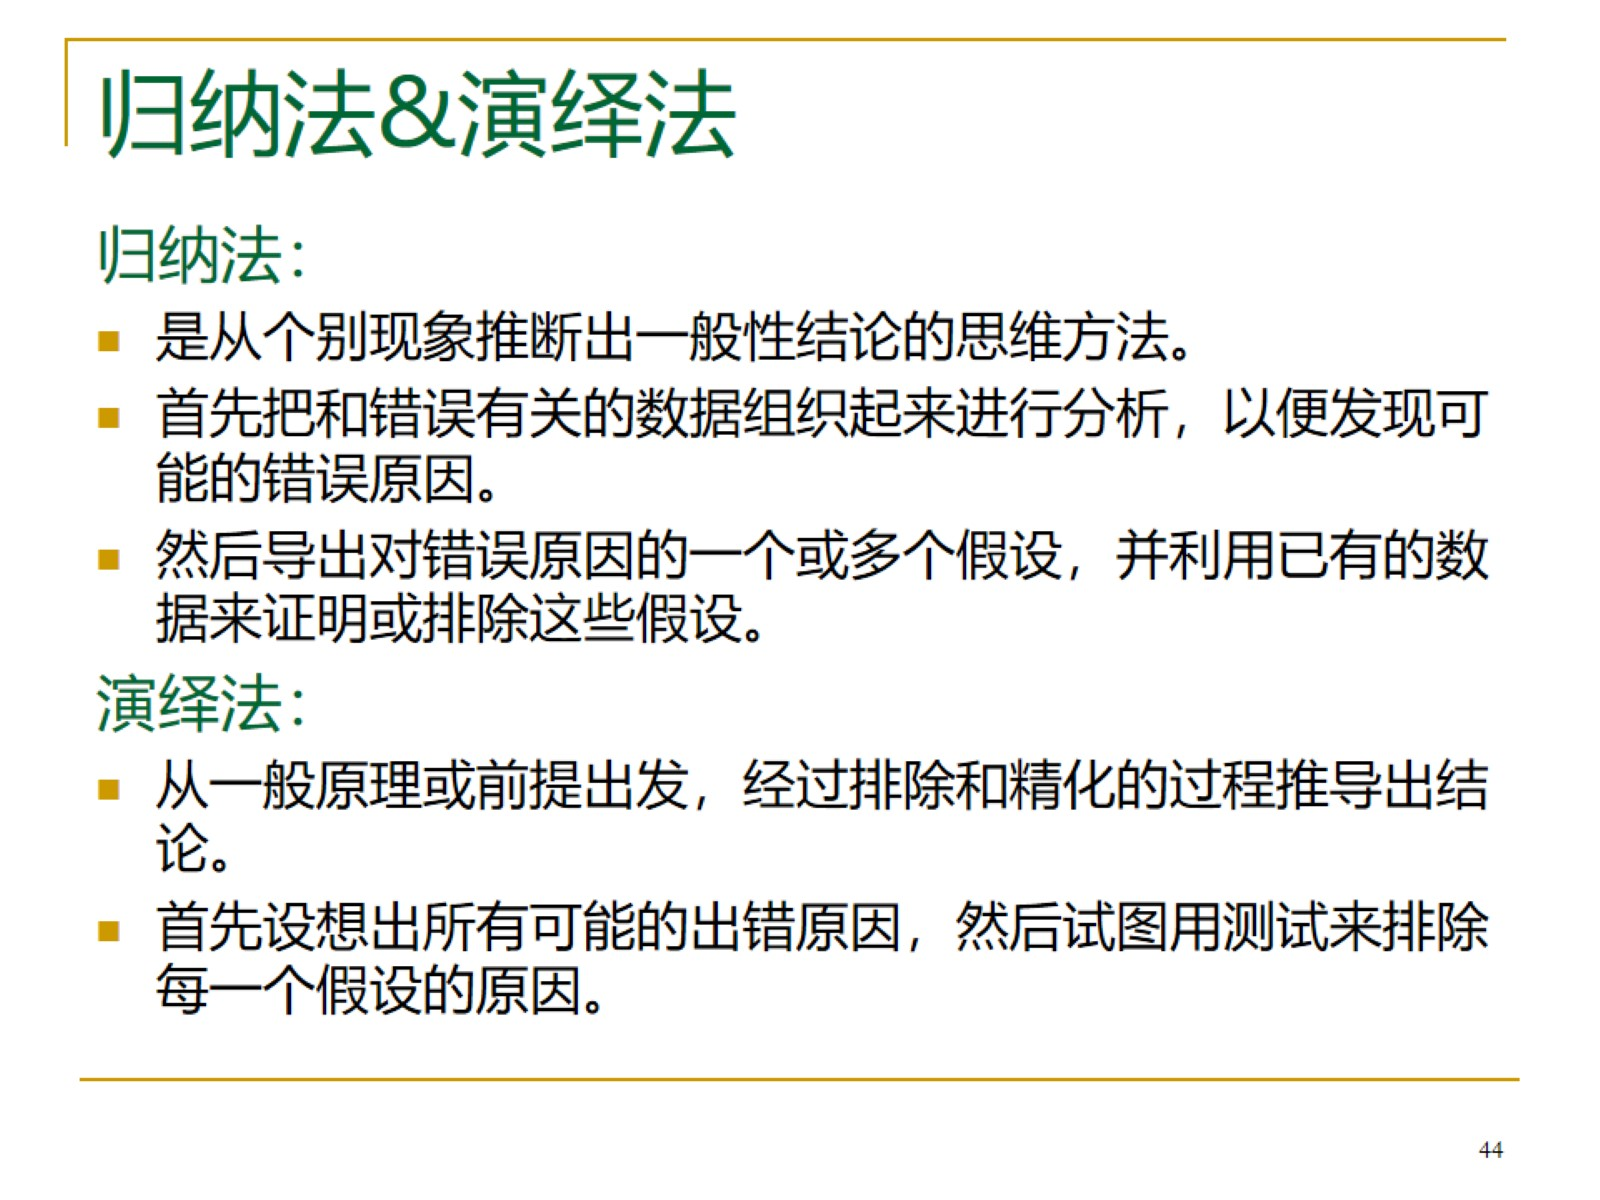 归纳法&演绎法
归纳法：
是从个别现象推断出一般性结论的思维方法。
首先把和错误有关的数据组织起来进行分析，以便发现可
能的错误原因。
然后导出对错误原因的一个或多个假设，并利用已有的数
据来证明或排除这些假设。
演绎法：
从一般原理或前提出发，经过排除和精化的过程推导出结
论。
首先设想出所有可能的出错原因，然后试图用测试来排除
每一个假设的原因。
44